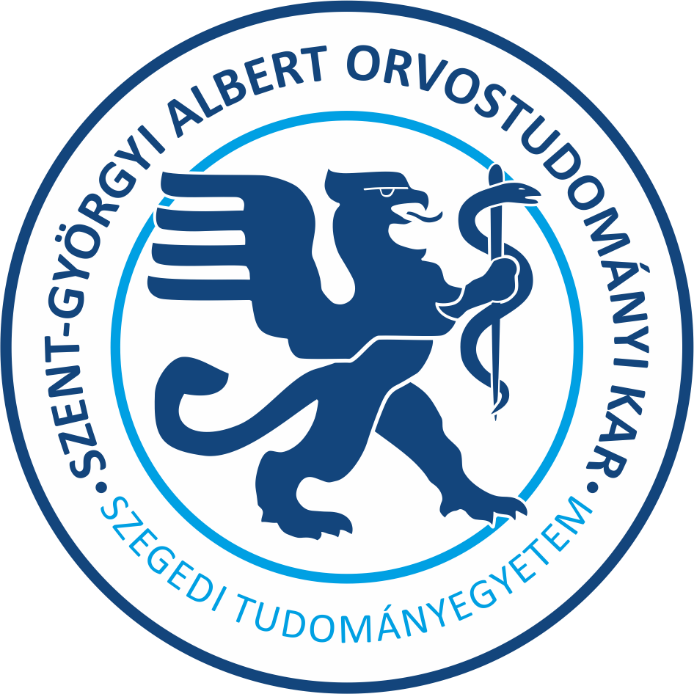 SZENT-GYÖRGYI ALBERT ORVOSTUDOMÁNYI KAR
SZEGEDI TUDOMÁNYEGYETEM